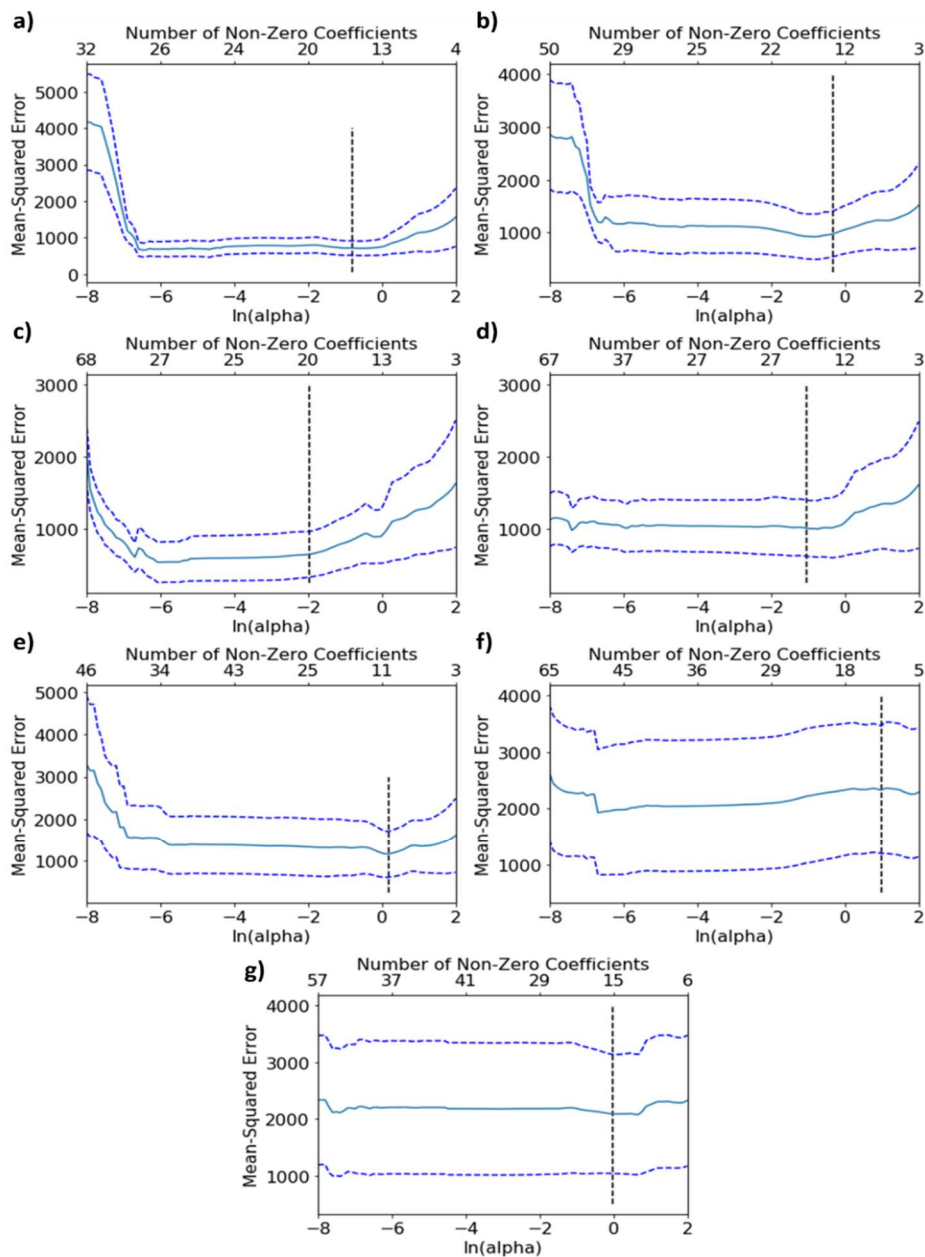 a)
Number of Non-Zero Coefficients
32 26 24 20 13 4
Mean-Squared Error
5000
4000
3000
2000
1000
0
−8 −6 −4 −2 0 2
ln(alpha)
b)
Number of Non-Zero Coefficients
50 29 25 22 12 3
Mean-Squared Error
4000
3000
2000
1000
−8 −6 −4 −2 0 2
ln(alpha)
c)
Number of Non-Zero Coefficients
68 27 25 20 13 3
Mean-Squared Error
3000
2000
1000
−8 −6 −4 −2 0 2
ln(alpha)
d)
Number of Non-Zero Coefficients
67 37 27 27 12 3
Mean-Squared Error
3000
2000
1000
−8 −6 −4 −2 0 2
ln(alpha)
e)
Number of Non-Zero Coefficients
46 34 43 25 11 3
Mean-Squared Error
5000
4000
3000
2000
1000
−8 −6 −4 −2 0 2
ln(alpha)
f)
Number of Non-Zero Coefficients
65 45 36 29 18 5
Mean-Squared Error
4000
3000
2000
1000
−8 −6 −4 −2 0 2
ln(alpha)
g)
Number of Non-Zero Coefficients
57 37 41 29 15 6
Mean-Squared Error
4000
3000
2000
1000
−8 −6 −4 −2 0 2
ln(alpha)